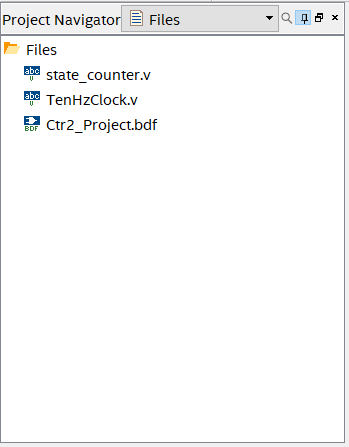 Project Navigator Files
Files
abc state_counter.v
abc TenHzClock.v
BDF Ctr2_Project.bdf